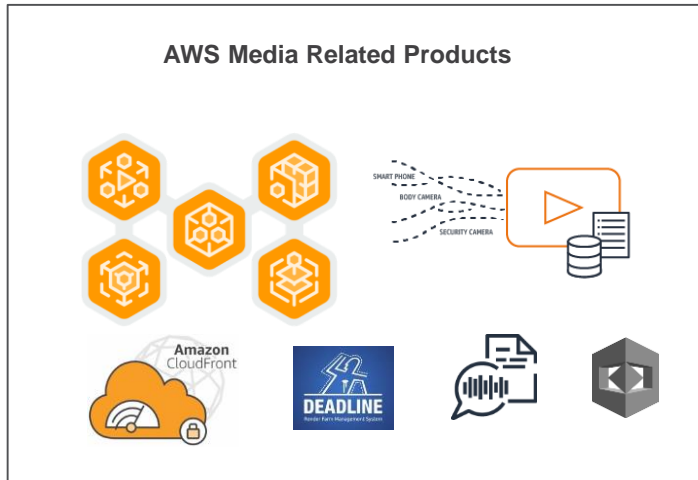 AWS Media Related Products
SMART PHONE
BODY CAMERA
SECURITY CAMERA
Amazon
CloudFront
DEADLINE
Render Farm Management System